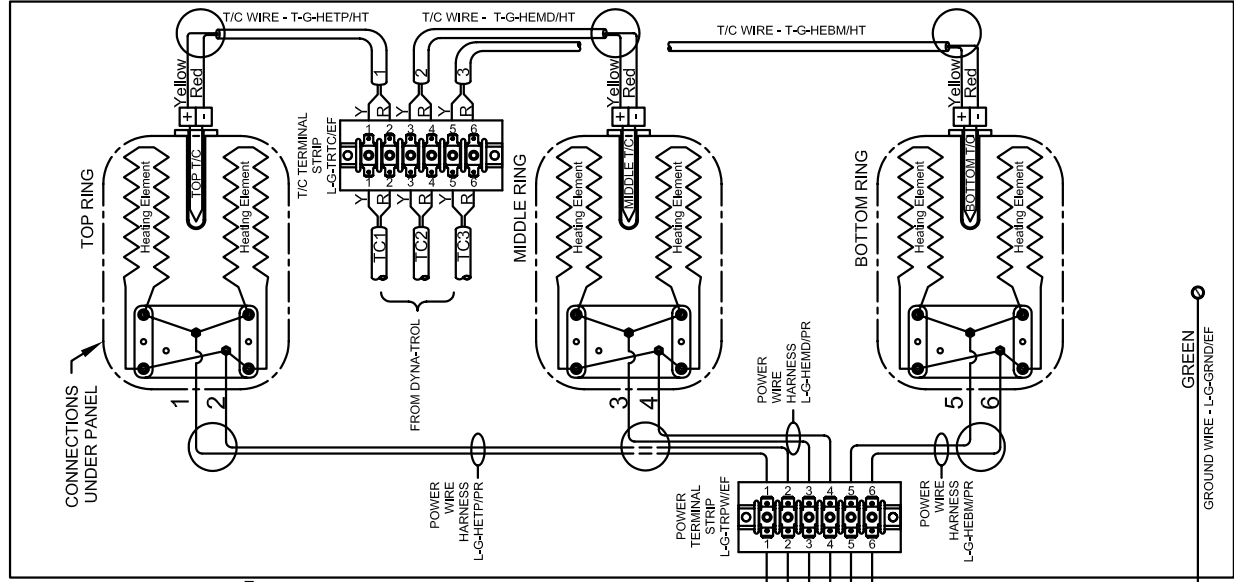 T/C WIRE - T-G-HETP/HT
T/C WIRE - T-G-HEMD/HT
T/C WIRE - T-G-HEBM/HT
Yellow
Red
+
-
Yellow
Red
+
-
Yellow
Red
+
-
1
2
3
Y
R
Y
R
Y
R
1
2
3
4
5
6
T/C TERMINAL
STRIP
L-G-TRTC/EF
1
2
3
4
5
6
Y
R
Y
R
Y
R
TC1
TC2
TC3
FROM DYNA-TROL
TOP RING
Heating Element
TOP T/C
Heating Element
MIDDLE RING
Heating Element
MIDDLE T/C
Heating Element
BOTTOM RING
Heating Element
BOTTOM T/C
Heating Element
CONNECTIONS
UNDER PANEL
1
2
3
4
5
6
POWER
WIRE
HARNESS
L-G-HETP/PR
POWER
WIRE
HARNESS
L-G-HEMD/PR
POWER
TERMINAL
STRIP
L-G-TRPW/EF
1
2
3
4
5
6
1
2
3
4
5
6
POWER
WIRE
HARNESS
L-G-HEBM/PR
GREEN
GROUND WIRE - L-G-GRND/EF